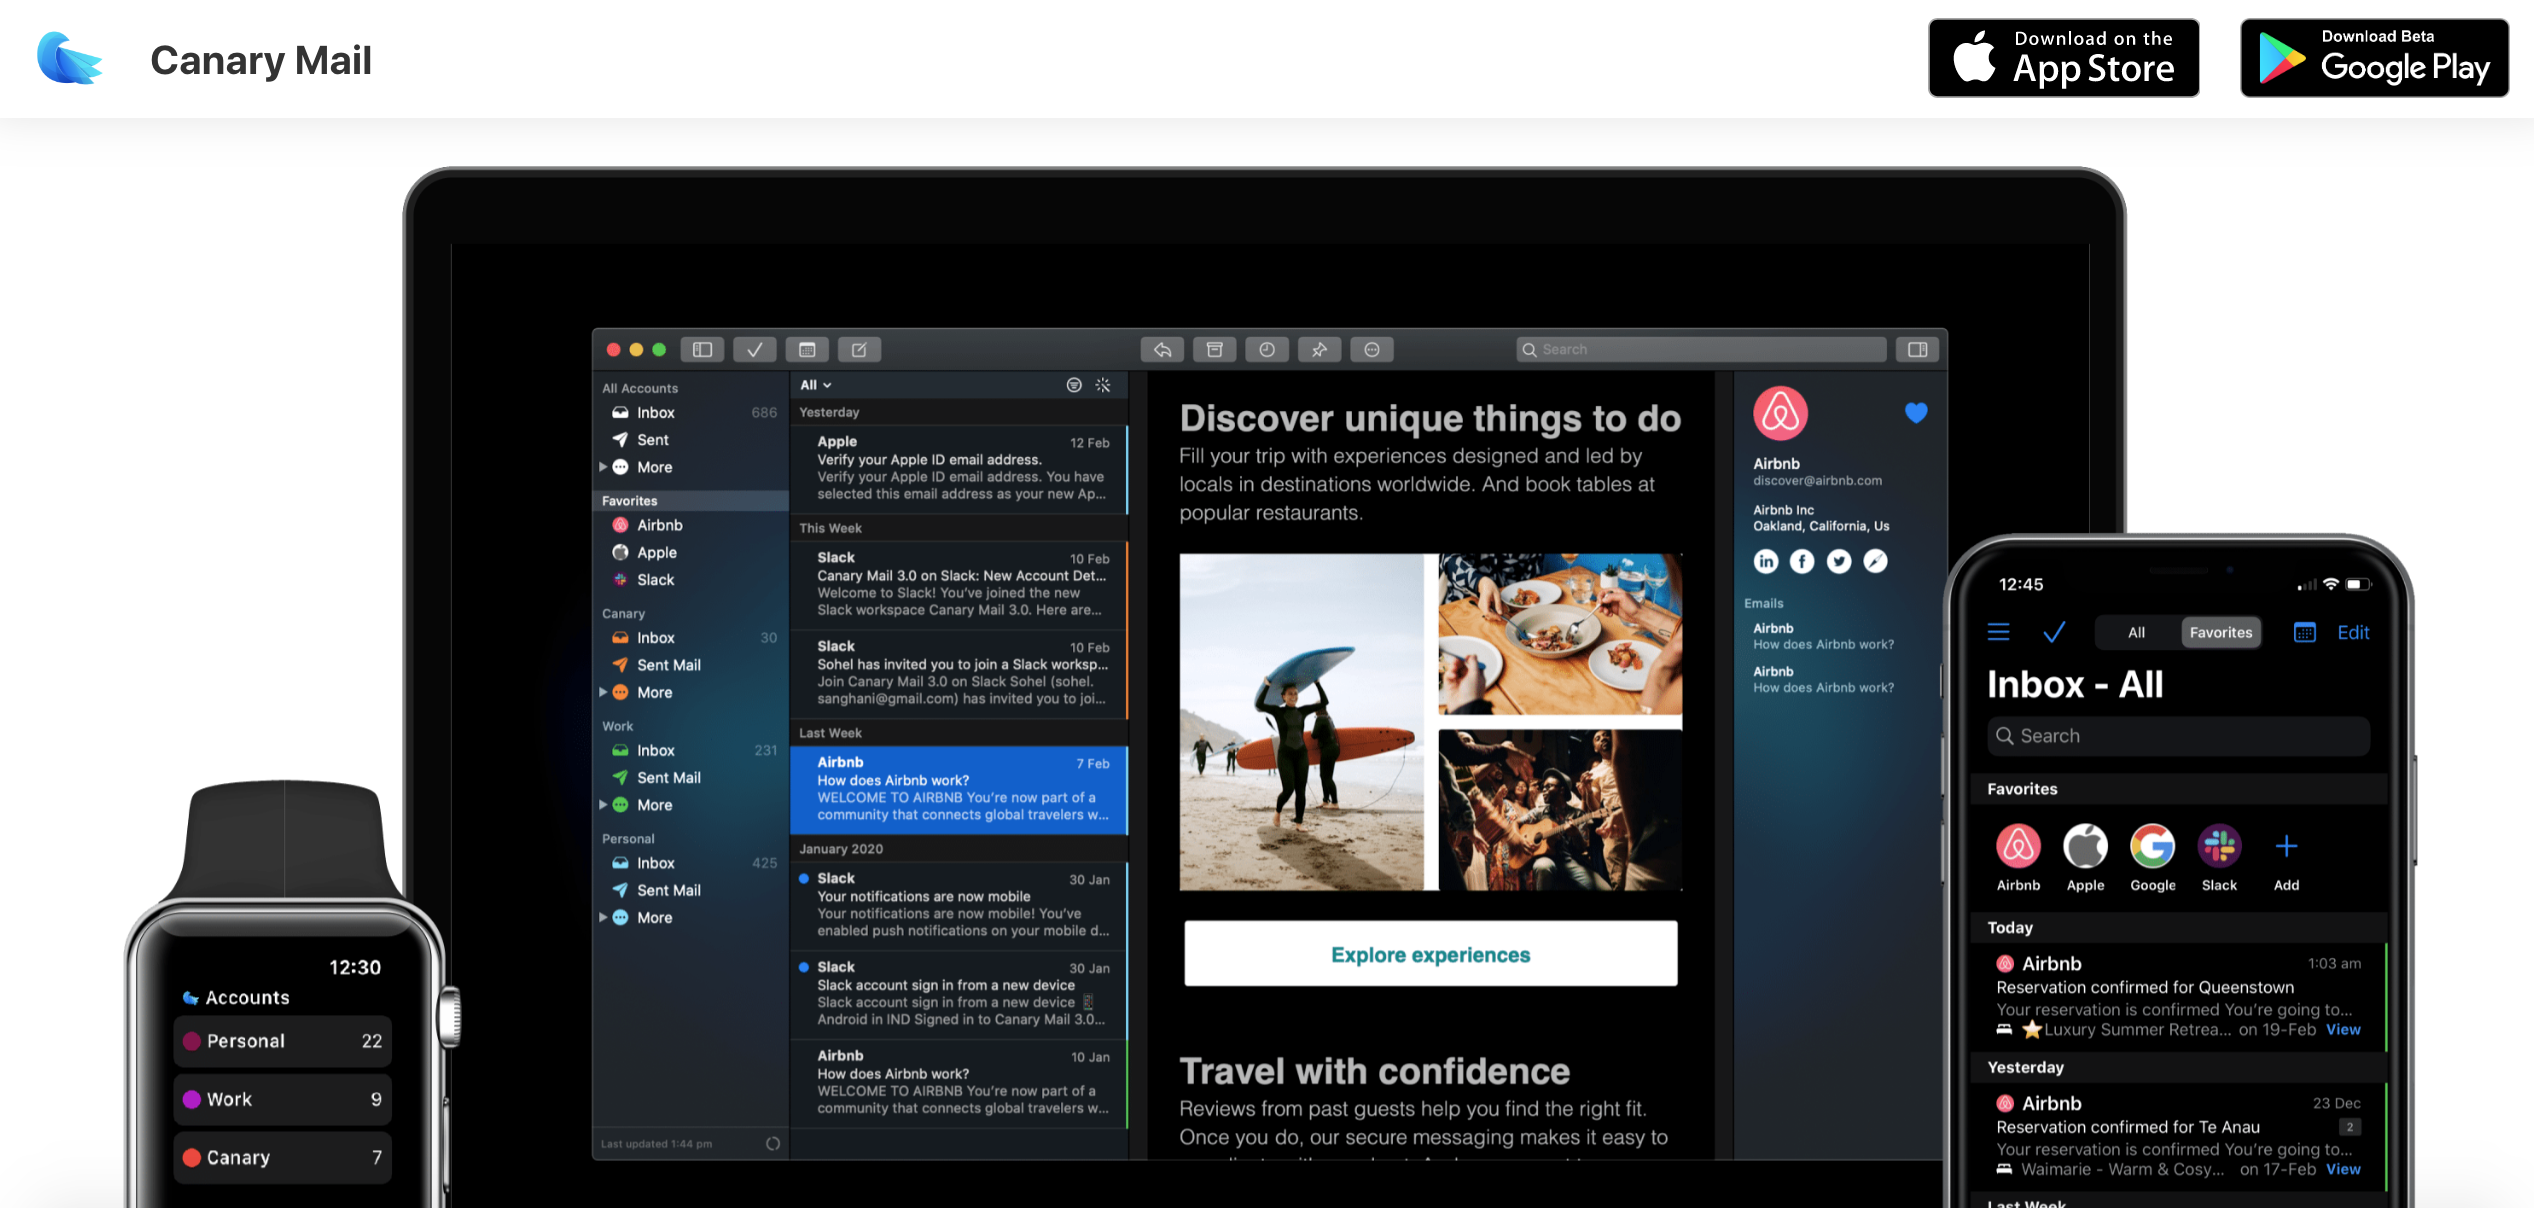 Canary Mail
Download on the
App Store
Download Beta
Google Play
Search
All Accounts
Inbox 686
Sent
More
Favorites
Airbnb
Apple
Slack
Canary
Inbox 30
Sent Mail
More
Work
Inbox 231
Sent Mail
More
Personal
Inbox 425
Sent Mail
More
Last updated 1:44 pm
All
Yesterday
Apple 12 Feb
Verify your Apple ID email address.
Verify your Apple ID email address. You have
selected this email address as your new Ap...
This Week
Slack 10 Feb
Canary Mail 3.0 on Slack: New Account Det...
Welcome to Slack! You've joined the new
Slack workspace Canary Mail 3.0. Here are...
Slack 10 Feb
Sohel has invited you to join a Slack worksp...
Join Canary Mail 3.0 on Slack Sohel (sohel.
sanghani@gmail.com) has invited you to joi...
Last Week
Airbnb 7 Feb
How does Airbnb work?
WELCOME TO AIRBNB You're now part of a
community that connects global travelers w...
January 2020
Slack 30 Jan
Your notifications are now mobile
Your notifications are now mobile! You've
enabled push notifications on your mobile d...
Slack 30 Jan
Slack account sign in from a new device
Slack account sign in from a new device
Android in IND Signed in to Canary Mail 3.0...
Airbnb 10 Jan
How does Airbnb work?
WELCOME TO AIRBNB You're now part of a
community that connects global travelers w...
Discover unique things to do
Fill your trip with experiences designed and led by
locals in destinations worldwide. And book tables at
popular restaurants.
Explore experiences
Travel with confidence
Reviews from past guests help you find the right fit.
Once you do, our secure messaging makes it easy to
Airbnb
discover@airbnb.com
Airbnb Inc
Oakland, California, Us
in
f
Emails
Airbnb
How does Airbnb work?
Airbnb
How does Airbnb work?
12:30
Accounts
Personal 22
Work 9
Canary 7
12:45
All Favorites Edit
Inbox - All
Search
Favorites
Airbnb Apple Google Slack Add
Today
Airbnb 1:03 am
Reservation confirmed for Queenstown
Your reservation is confirmed You're going to...
Luxury Summer Retrea... on 19-Feb View
Yesterday
Airbnb 23 Dec
Reservation confirmed for Te Anau 2
Your reservation is confirmed You're going to...
Waimarie - Warm & Cosy... on 17-Feb View
Last Week